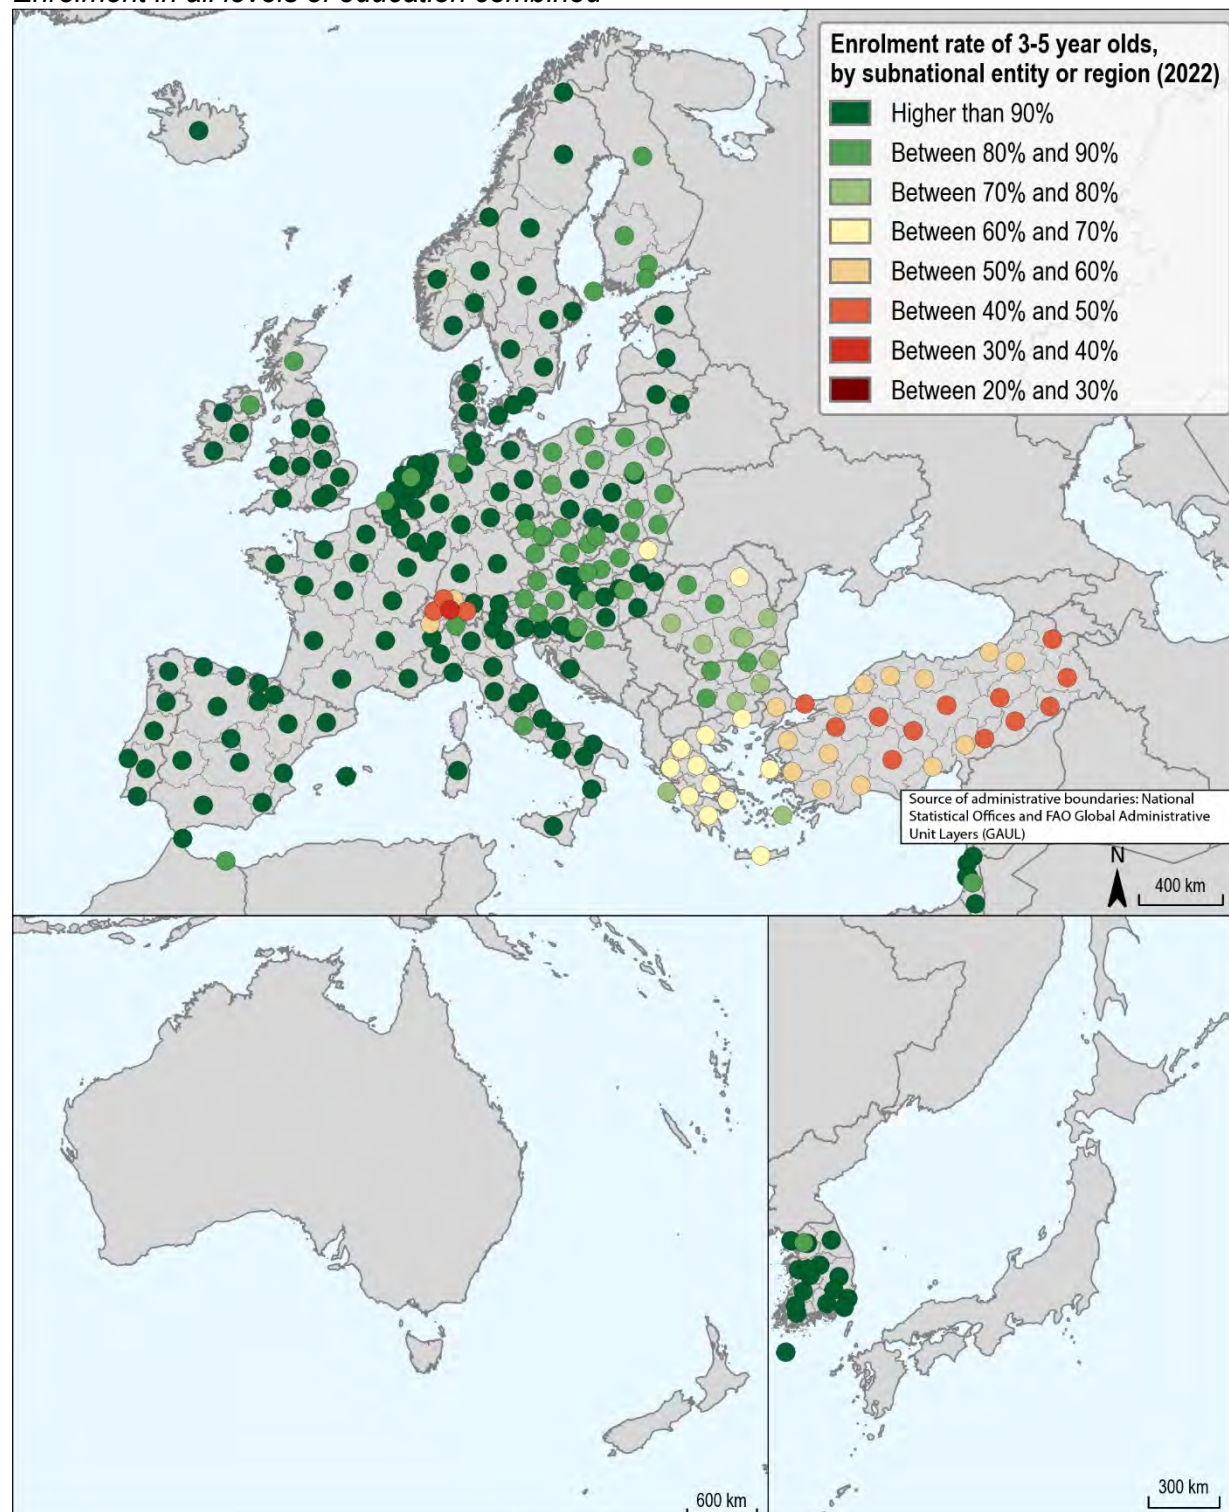 Enrolment in all levels of education combined
Enrolment rate of 3-5 year olds,
by subnational entity or region (2022)
Higher than 90%
Between 80% and 90%
Between 70% and 80%
Between 60% and 70%
Between 50% and 60%
Between 40% and 50%
Between 30% and 40%
Between 20% and 30%
Source of administrative boundaries: National
Statistical Offices and FAO Global Administrative
Unit Layers (GAUL)
N
400 km
600 km
300 km